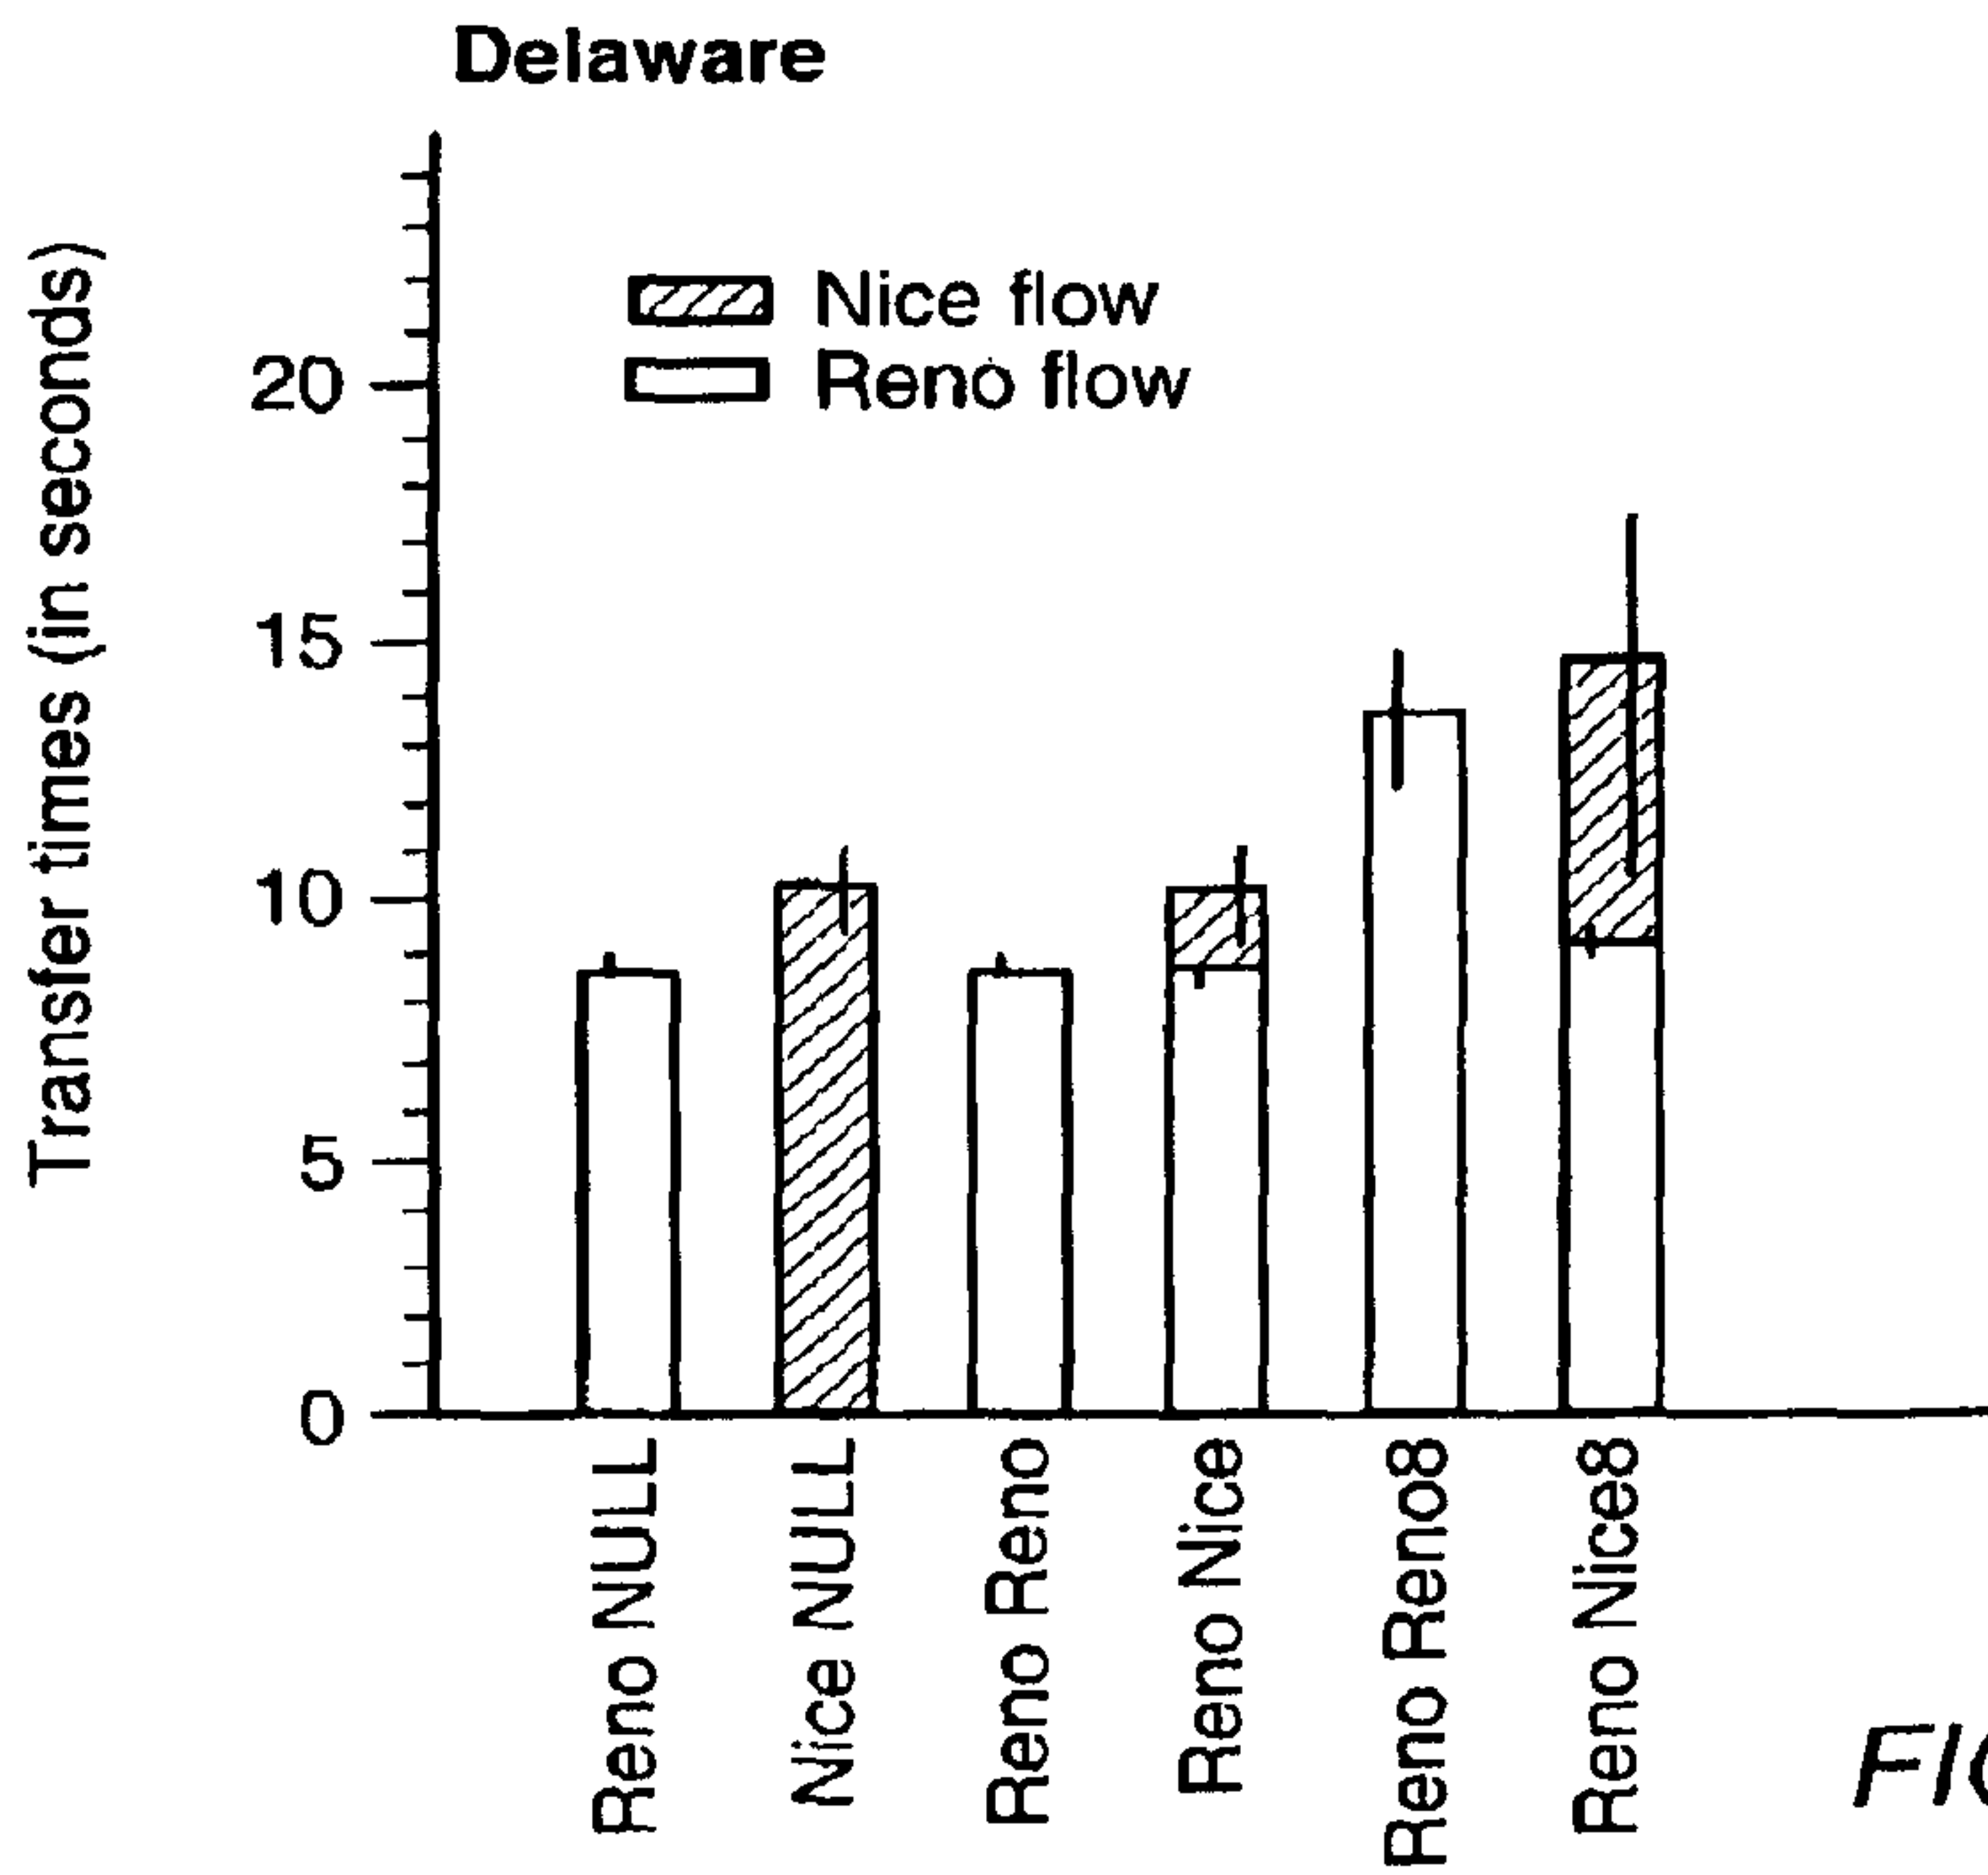 Delaware
Transfer times (in seconds)
Nice flow
Reno flow
20
15
10
5
0
Reno NULL
Nice NULL
Reno Reno
Reno Nice
Reno Reno8
Reno Nice8